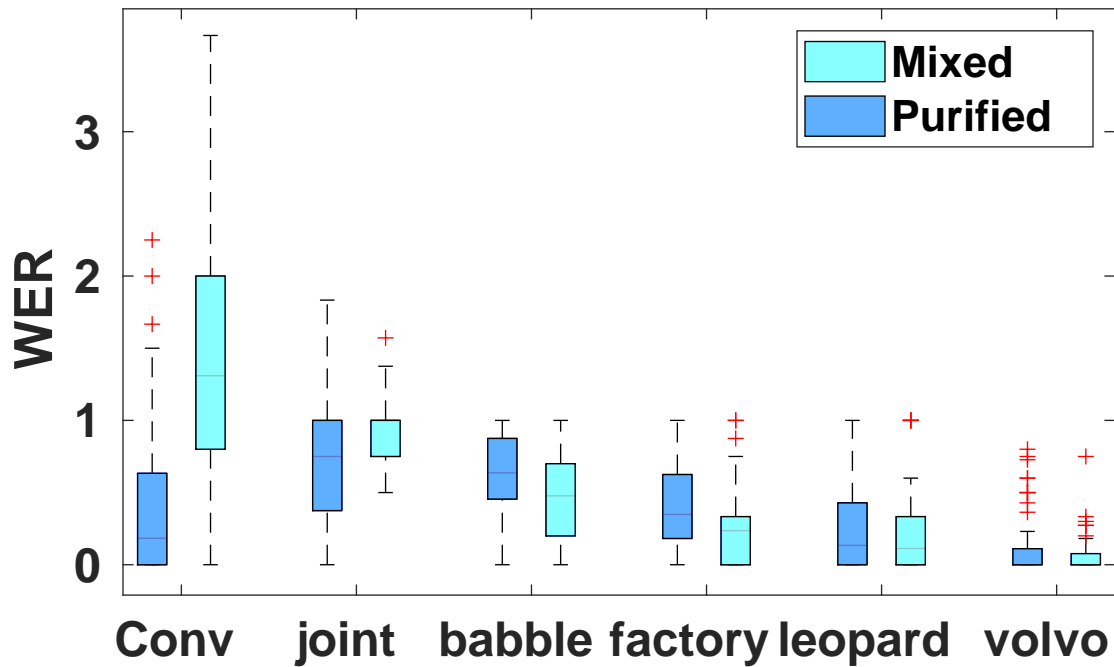 Mixed
Purified
WER
3
2
1
0
Conv joint babble factory leopard volvo